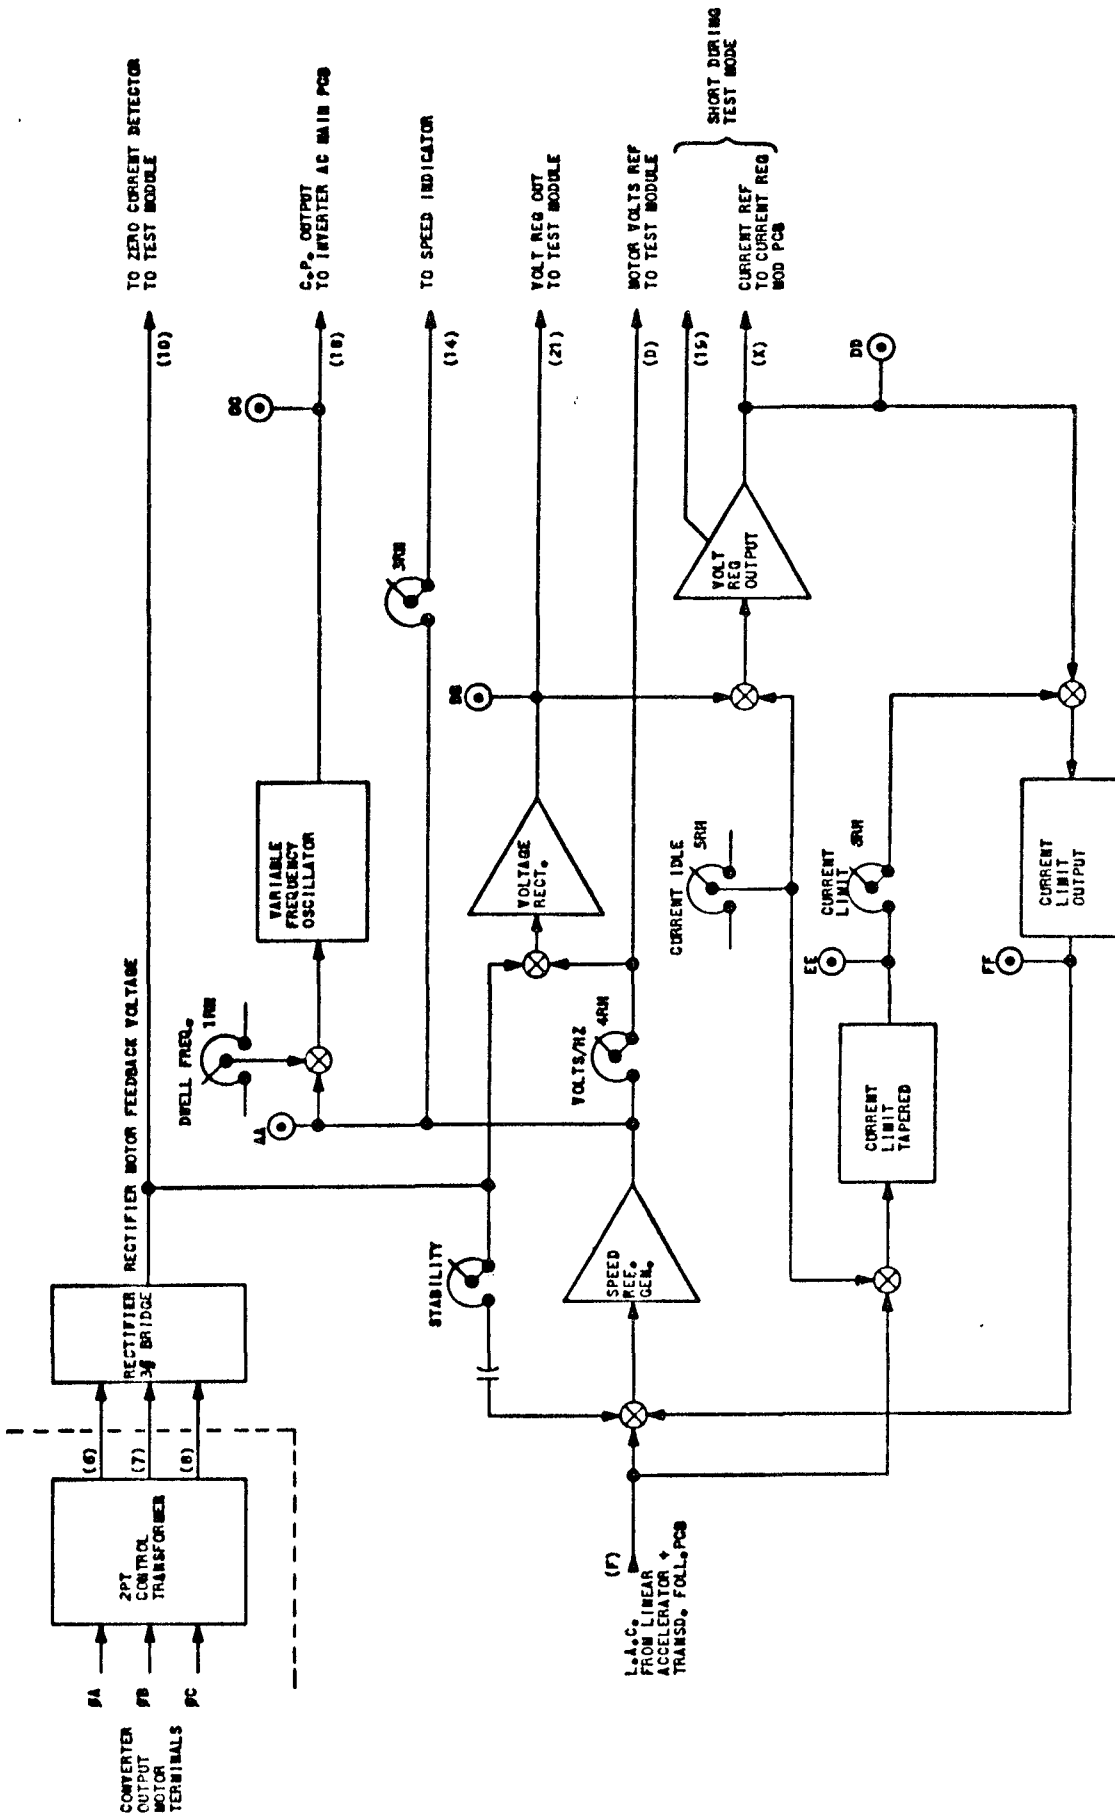 CONVERTER
OUTPUT
MOTOR
TERMINALS
ØA
ØB
ØC
2PT
CONTROL
TRANSFORMER
(6)
(7)
(8)
RECTIFIER
3Ø BRIDGE
RECTIFIER MOTOR FEEDBACK VOLTAGE
(10)
TO ZERO CURRENT DETECTOR
TO TEST MODULE
DWELL FREQ.
1RH
AA
VARIABLE
FREQUENCY
OSCILLATOR
GG
(18)
C.P. OUTPUT
TO INVERTER AC MAIN PCB
3RH
(14)
TO SPEED INDICATOR
STABILITY
VOLTAGE
RECT.
BB
(21)
VOLT REG OUT
TO TEST MODULE
L.A.C.
FROM LINEAR
ACCELERATOR +
TRANSD. FOLL.PCB
(F)
SPEED
REF.
GEN.
VOLTS/HZ
4RH
(D)
MOTOR VOLTS REF
TO TEST MODULE
CURRENT IDLE
5RH
VOLT
REG
OUTPUT
(15)
(X)
SHORT DURING
TEST MODE
CURRENT REF
TO CURRENT REG
MOD PCB
DD
CURRENT
LIMIT
TAPERED
EE
CURRENT
LIMIT
8RH
FF
CURRENT
LIMIT
OUTPUT